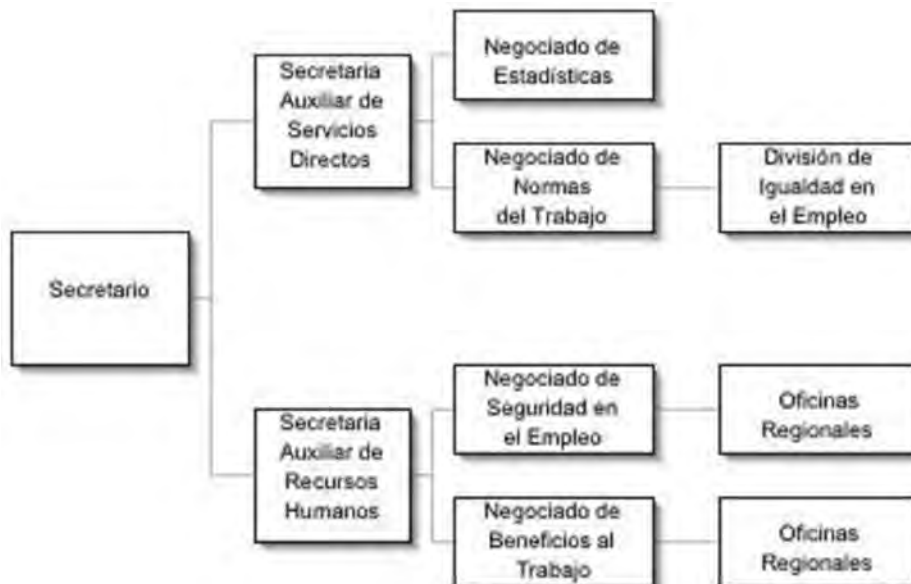 Secretario
Secretaria
Auxiliar de
Servicios
Directos
Negociado de
Estadísticas
Negociado de
Normas
del Trabajo
División de
Igualdad en
el Empleo
Secretaria
Auxiliar de
Recursos
Humanos
Negociado de
Seguridad en
el Empleo
Oficinas
Regionales
Negociado de
Beneficios al
Trabajo
Oficinas
Regionales